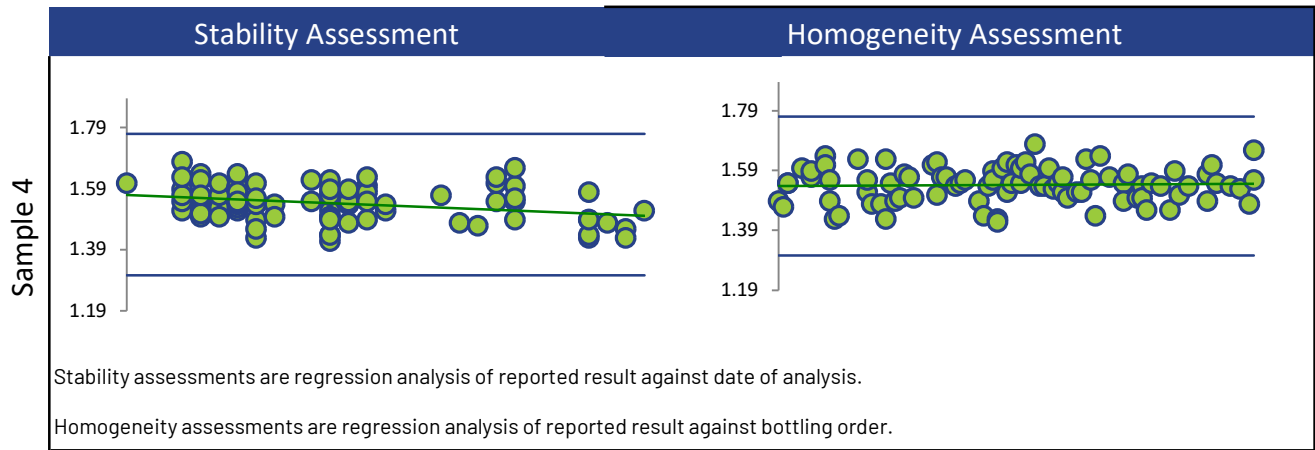 Stability Assessment
Homogeneity Assessment
Sample 4
1.79
1.59
1.39
1.19
1.79
1.59
1.39
1.19
Stability assessments are regression analysis of reported result against date of analysis.
Homogeneity assessments are regression analysis of reported result against bottling order.